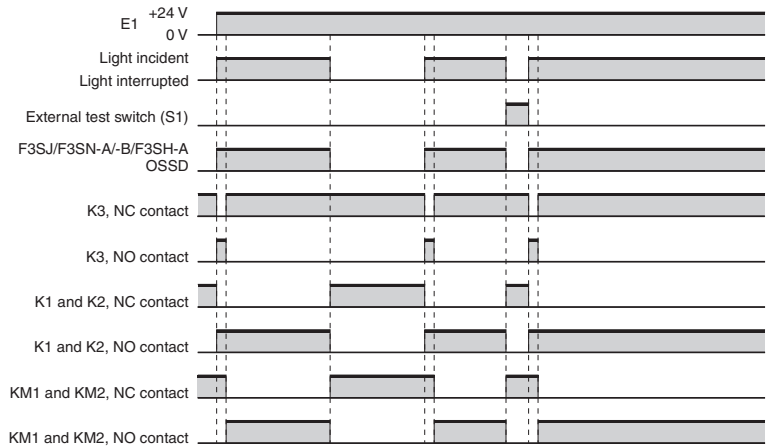 E1 +24 V
0 V
Light incident
Light interrupted
External test switch (S1)
F3SJ/F3SN-A/-B/F3SH-A
OSSD
K3, NC contact
K3, NO contact
K1 and K2, NC contact
K1 and K2, NO contact
KM1 and KM2, NC contact
KM1 and KM2, NO contact